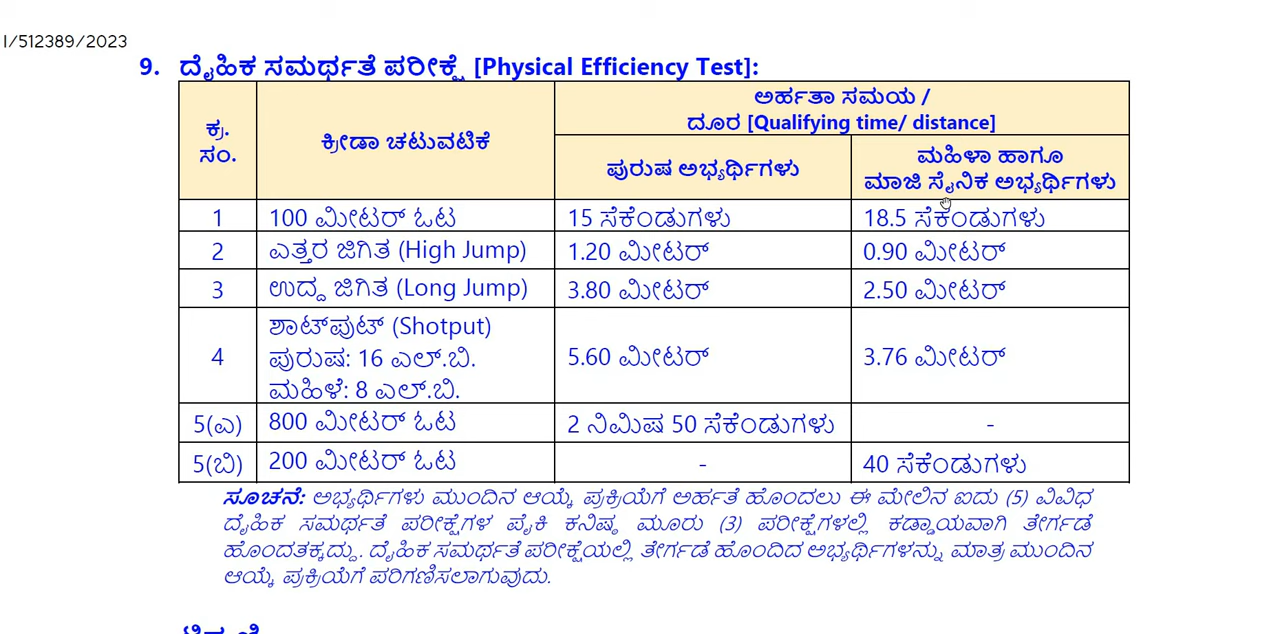 I/512389/2023
9. ದೈಹಿಕ ಸಮರ್ಥತೆ ಪರೀಕ್ಷೆ [Physical Efficiency Test]:
ಕ್ರ. ಸಂ.
ಕ್ರೀಡಾ ಚಟುವಟಿಕೆ
ಅರ್ಹತಾ ಸಮಯ /
ದೂರ [Qualifying time/ distance]
ಪುರುಷ ಅಭ್ಯರ್ಥಿಗಳು
ಮಹಿಳಾ ಹಾಗೂ
ಮಾಜಿ ಸೈನಿಕ ಅಭ್ಯರ್ಥಿಗಳು
1 100 ಮೀಟರ್ ಓಟ 15 ಸೆಕೆಂಡುಗಳು 18.5 ಸೆಕೆಂಡುಗಳು
2 ಎತ್ತರ ಜಿಗಿತ (High Jump) 1.20 ಮೀಟರ್ 0.90 ಮೀಟರ್
3 ಉದ್ದ ಜಿಗಿತ (Long Jump) 3.80 ಮೀಟರ್ 2.50 ಮೀಟರ್
ಶಾಟ್‌ಪುಟ್ (Shotput)
4 ಪುರುಷ: 16 ಎಲ್.ಬಿ. 5.60 ಮೀಟರ್ 3.76 ಮೀಟರ್
ಮಹಿಳೆ: 8 ಎಲ್.ಬಿ.
5(ಎ) 800 ಮೀಟರ್ ಓಟ 2 ನಿಮಿಷ 50 ಸೆಕೆಂಡುಗಳು -
5(ಬಿ) 200 ಮೀಟರ್ ಓಟ - 40 ಸೆಕೆಂಡುಗಳು
ಸೂಚನೆ: ಅಭ್ಯರ್ಥಿಗಳು ಮುಂದಿನ ಆಯ್ಕೆ ಪ್ರಕ್ರಿಯೆಗೆ ಅರ್ಹತೆ ಹೊಂದಲು ಈ ಮೇಲಿನ ಐದು (5) ವಿವಿಧ
ದೈಹಿಕ ಸಮರ್ಥತೆ ಪರೀಕ್ಷೆಗಳ ಪೈಕಿ ಕನಿಷ್ಠ ಮೂರು (3) ಪರೀಕ್ಷೆಗಳಲ್ಲಿ ಕಡ್ಡಾಯವಾಗಿ ತೇರ್ಗಡೆ
ಹೊಂದತಕ್ಕದ್ದು. ದೈಹಿಕ ಸಮರ್ಥತೆ ಪರೀಕ್ಷೆಯಲ್ಲಿ ತೇರ್ಗಡೆ ಹೊಂದಿದ ಅಭ್ಯರ್ಥಿಗಳನ್ನು ಮಾತ್ರ ಮುಂದಿನ
ಆಯ್ಕೆ ಪ್ರಕ್ರಿಯೆಗೆ ಪರಿಗಣಿಸಲಾಗುವುದು.